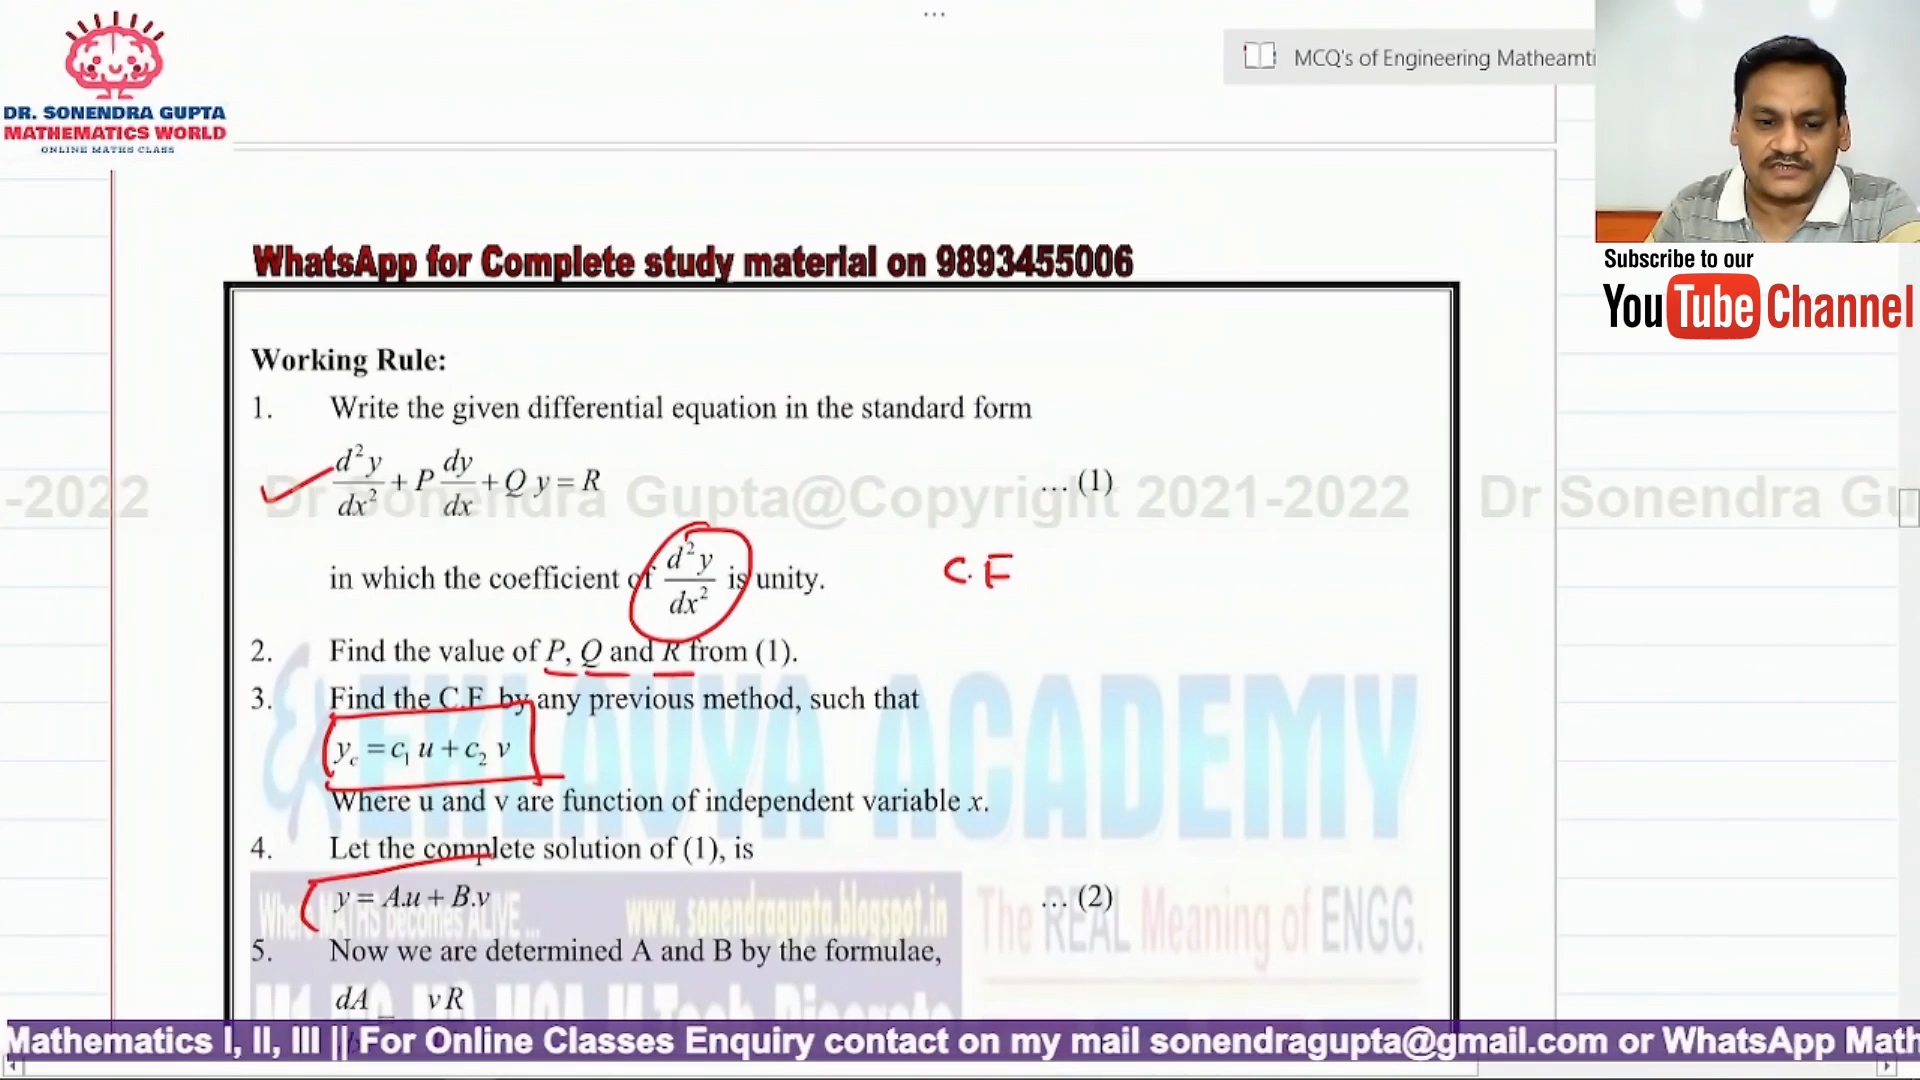 ...
MCQ's of Engineering Matheamti
DR. SONENDRA GUPTA
MATHEMATICS WORLD
ONLINE MATHS CLASS
Subscribe to our
YouTube Channel
WhatsApp for Complete study material on 9893455006
Working Rule:
1. Write the given differential equation in the standard form
d²y/dx² + P dy/dx + Q y = R ... (1)
-2022 Dr Sonendra Gupta@Copyright 2021-2022 Dr Sonendra Gu
in which the coefficient of d²y/dx² is unity.
C.F
2. Find the value of P, Q and R from (1).
3. Find the C.F. by any previous method, such that
y_c = c₁ u + c₂ v
EKLAVYA ACADEMY
Where u and v are function of independent variable x.
4. Let the complete solution of (1), is
y = A.u + B.v ... (2)
Where MATHS becomes ALIVE ... www. sonendragupta.blogspot.in The REAL Meaning of ENGG.
5. Now we are determined A and B by the formulae,
dA v R
Mathematics I, II, III || For Online Classes Enquiry contact on my mail sonendragupta@gmail.com or WhatsApp Math